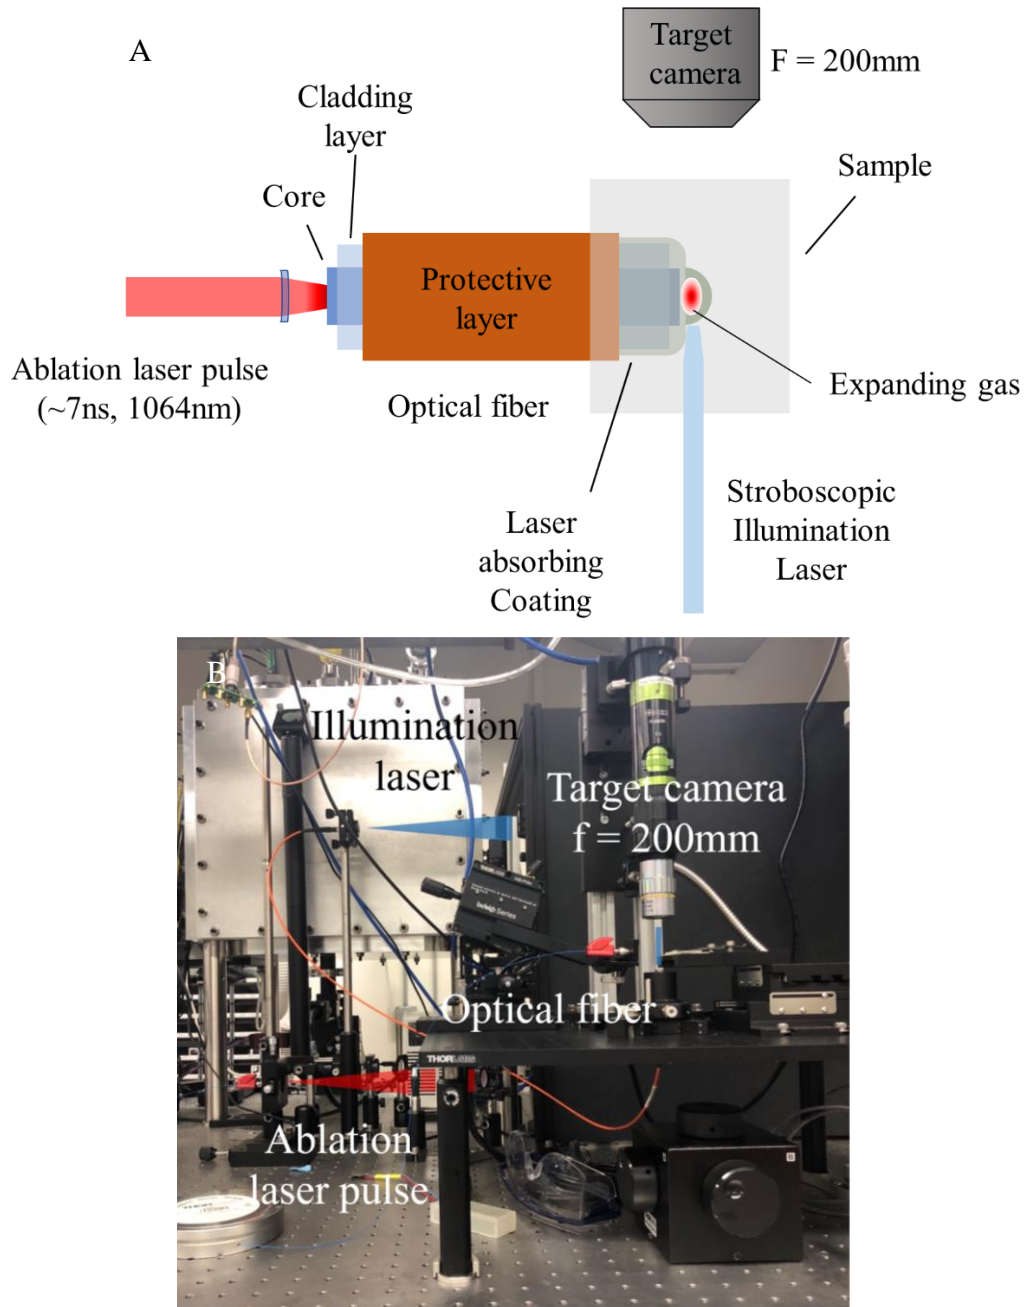 A
Target
camera
F = 200mm
Cladding
layer
Sample
Core
Protective
layer
Ablation laser pulse
(~7ns, 1064nm)
Optical fiber
Expanding gas
Laser
absorbing
Coating
Stroboscopic
Illumination
Laser
B
Illumination
laser
Target camera
f = 200mm
Optical fiber
THORLABS
Ablation
laser pulse